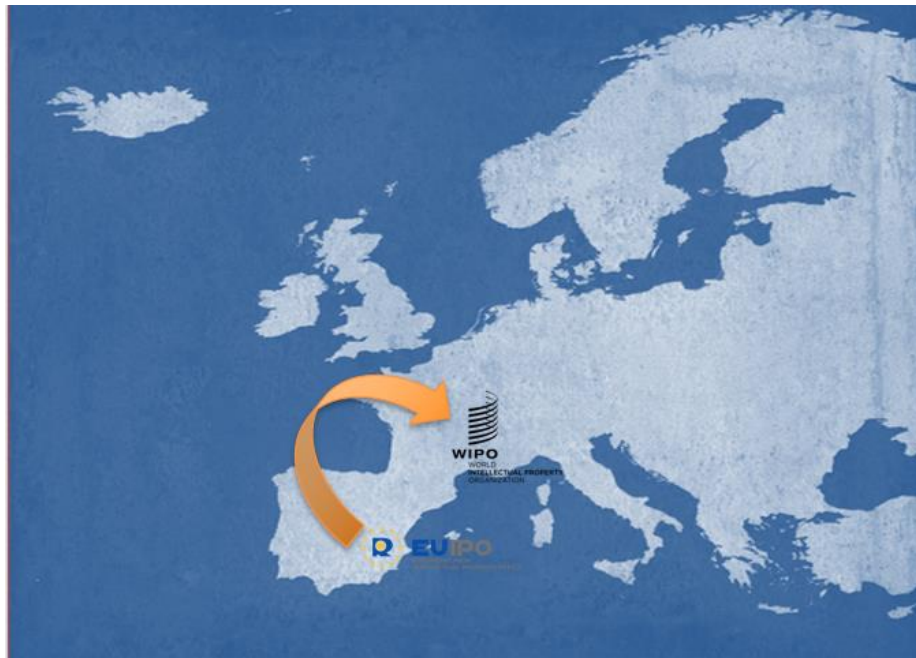 WIPO
WORLD
INTELLECTUAL PROPERTY
ORGANIZATION
EUIPO